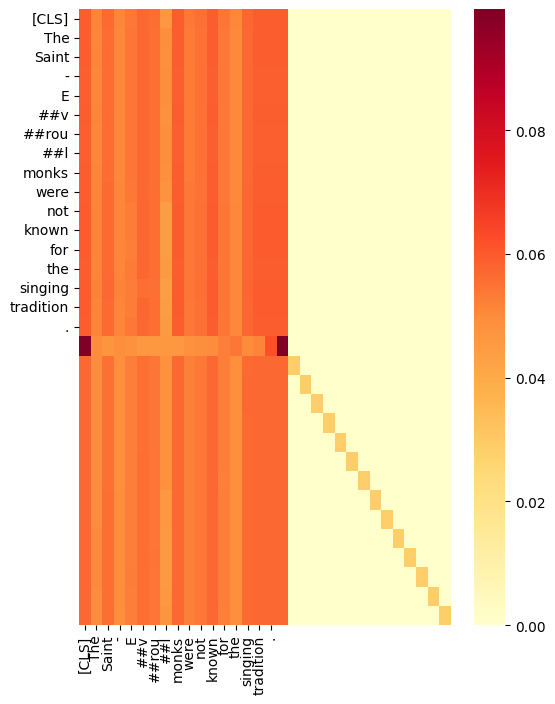 [CLS]
The
Saint
-
E
##v
##rou
##l
monks
were
not
known
for
the
singing
tradition
.
0.08
0.06
0.04
0.02
0.00
[CLS]
The
Saint
-
E
##v
##rou
##l
monks
were
not
known
for
the
singing
tradition
.